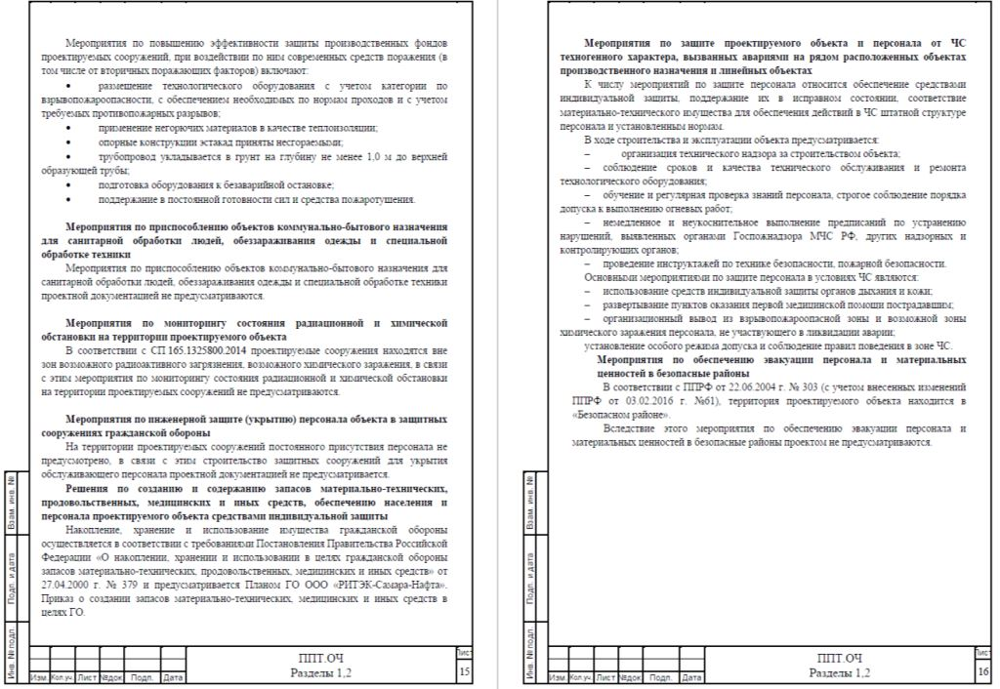 Мероприятия по повышению эффективности защиты производственных фондов
проектируемых сооружений, при воздействии по ним современных средств поражения (в
том числе от вторичных поражающих факторов) включают:
• размещение технологического оборудования с учетом категории по
взрывопожароопасности, с обеспечением необходимых по нормам проходов и с учетом
требуемых противопожарных разрывов;
• применение негорючих материалов в качестве теплоизоляции;
• опорные конструкции эстакад приняты несгораемыми;
• трубопровод укладывается в грунт на глубину не менее 1,0 м до верхней
образующей трубы;
• подготовка оборудования к безаварийной остановке;
• поддержание в постоянной готовности сил и средства пожаротушения.
Мероприятия по приспособлению объектов коммунально-бытового назначения
для санитарной обработки людей, обеззараживания одежды и специальной
обработке техники
Мероприятия по приспособлению объектов коммунально-бытового назначения для
санитарной обработки людей, обеззараживания одежды и специальной обработке техники
проектной документацией не предусматриваются.
Мероприятия по мониторингу состояния радиационной и химической
обстановки на территории проектируемого объекта
В соответствии с СП 165.1325800.2014 проектируемые сооружения находятся вне
зон возможного радиоактивного загрязнения, возможного химического заражения, в связи
с этим мероприятия по мониторингу состояния радиационной и химической обстановки
на территории проектируемых сооружений не предусматриваются.
Мероприятия по инженерной защите (укрытию) персонала объекта в защитных
сооружениях гражданской обороны
На территории проектируемых сооружений постоянного присутствия персонала не
предусмотрено, в связи с этим строительство защитных сооружений для укрытия
обслуживающего персонала проектной документацией не предусматривается.
Решения по созданию и содержанию запасов материально-технических,
продовольственных, медицинских и иных средств, обеспечению населения и
персонала проектируемого объекта средствами индивидуальной защиты
Накопление, хранение и использование имущества гражданской обороны
осуществляется в соответствии с требованиями Постановления Правительства Российской
Федерации «О накоплении, хранении и использовании в целях гражданской обороны
запасов материально-технических, продовольственных, медицинских и иных средств» от
27.04.2000 г. № 379 и предусматривается Планом ГО ООО «РИТЭК-Самара-Нафта».
Приказ о создании запасов материально-технических, медицинских и иных средств в
целях ГО.
Взам. инв. №
Подп. и дата
Инв. № подл.
Изм. Кол.уч. Лист №док. Подп. Дата
ППТ.ОЧ
Разделы 1,2
Лист
15
Мероприятия по защите проектируемого объекта и персонала от ЧС
техногенного характера, вызванных авариями на рядом расположенных объектах
производственного назначения и линейных объектах
К числу мероприятий по защите персонала относится обеспечение средствами
индивидуальной защиты, поддержание их в исправном состоянии, соответствие
материально-технического имущества для обеспечения действий в ЧС штатной структуре
персонала и установленным нормам.
В ходе строительства и эксплуатации объекта предусматривается:
– организация технического надзора за строительством объекта;
– соблюдение сроков и качества технического обслуживания и ремонта
технологического оборудования;
– обучение и регулярная проверка знаний персонала, строгое соблюдение порядка
допуска к выполнению огневых работ;
– немедленное и неукоснительное выполнение предписаний по устранению
нарушений, выявленных органами Госпожнадзора МЧС РФ, других надзорных и
контролирующих органов;
– проведение инструктажей по технике безопасности, пожарной безопасности.
Основными мероприятиями по защите персонала в условиях ЧС являются:
– использование средств индивидуальной защиты органов дыхания и кожи;
– развертывание пунктов оказания первой медицинской помощи пострадавшим;
– организационный вывод из взрывопожароопасной зоны и возможной зоны
химического заражения персонала, не участвующего в ликвидации аварии;
установление особого режима допуска и соблюдение правил поведения в зоне ЧС.
Мероприятия по обеспечению эвакуации персонала и материальных
ценностей в безопасные районы
В соответствии с ППРФ от 22.06.2004 г. № 303 (с учетом внесенных изменений
ППРФ от 03.02.2016 г. №61), территория проектируемого объекта находится в
«Безопасном районе».
Вследствие этого мероприятия по обеспечению эвакуации персонала и
материальных ценностей в безопасные районы проектом не предусматриваются.
Взам. инв. №
Подп. и дата
Инв. № подл.
Изм. Кол.уч. Лист №док. Подп. Дата
ППТ.ОЧ
Разделы 1,2
Лист
16